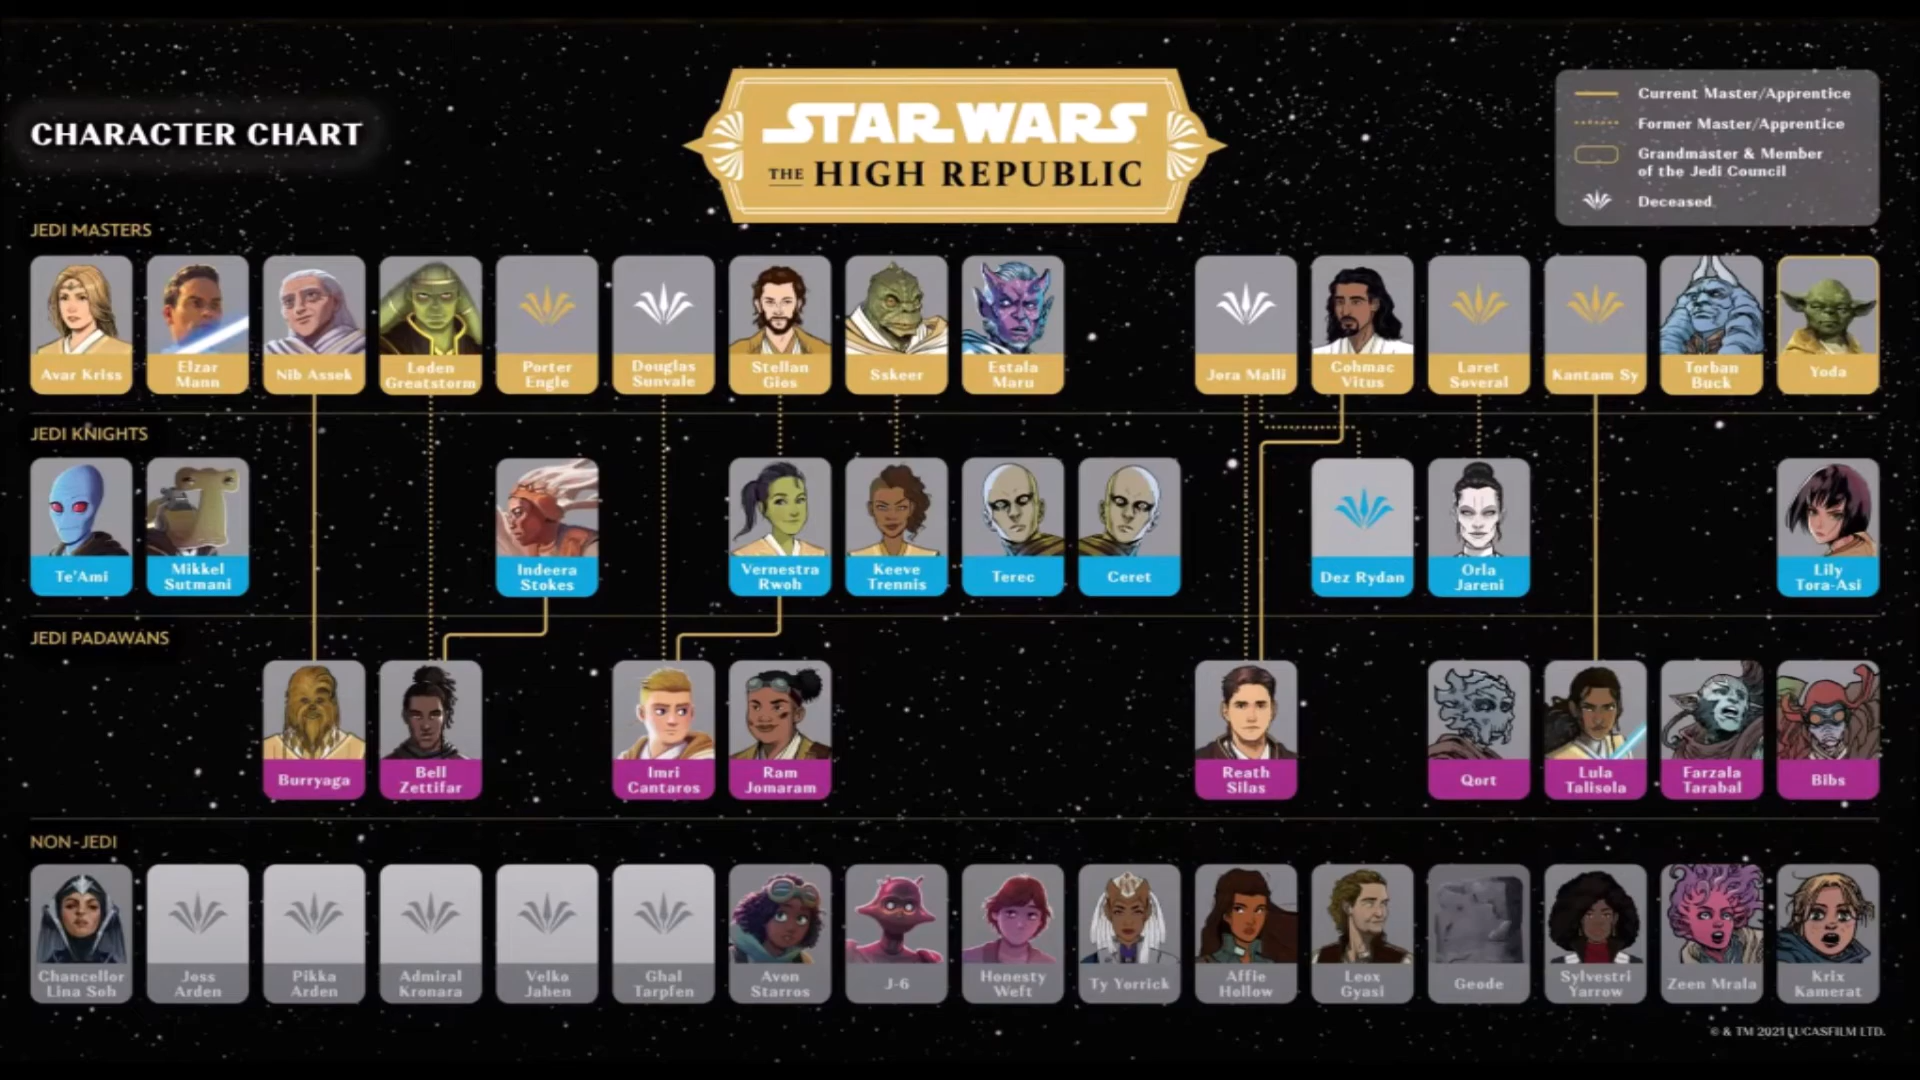 CHARACTER CHART
STAR WARS
THE HIGH REPUBLIC
Current Master/Apprentice
Former Master/Apprentice
Grandmaster & Member
of the Jedi Council
Deceased
JEDI MASTERS
Avar Kriss
Elzar
Mann
Nib Assek
Loden
Greatstorm
Porter
Engle
Douglas
Sunvale
Stellan
Gios
Sskeer
Estala
Maru
Jora Malli
Cohmac
Vitus
Laret
Soveral
Kantam Sy
Torban
Buck
Yoda
JEDI KNIGHTS
Te'Ami
Mikkel
Sutmani
Indeera
Stokes
Vernestra
Rwoh
Keeve
Trennis
Terec
Ceret
Dez Rydan
Orla
Jareni
Lily
Tora-Asi
JEDI PADAWANS
Burryaga
Bell
Zettifar
Imri
Cantaros
Ram
Jomaram
Reath
Silas
Qort
Lula
Talisola
Farzala
Tarabal
Bibs
NON-JEDI
Chancellor
Lina Soh
Joss
Arden
Pikka
Arden
Admiral
Kronara
Velko
Jahen
Ghal
Tarpfen
Avon
Starros
J-6
Honesty
Weft
Ty Yorrick
Affie
Hollow
Leox
Gyasi
Geode
Sylvestri
Yarrow
Zeen Mrala
Krix
Kamerat
© & TM 2021 LUCASFILM LTD.